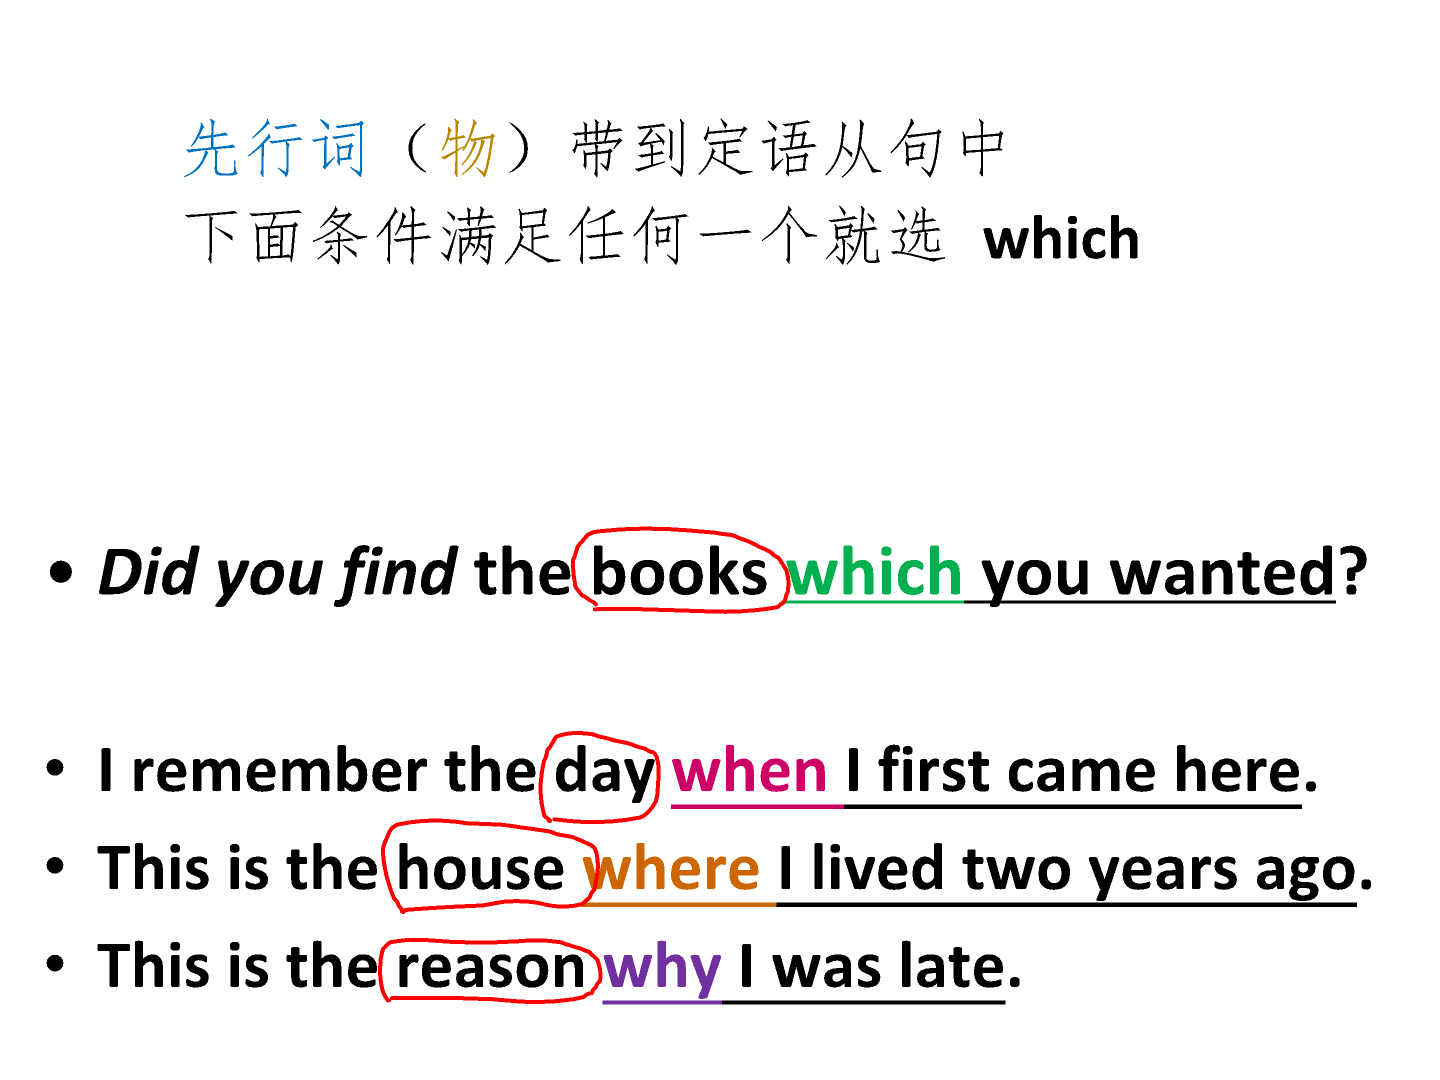 先行词（物）带到定语从句中
下面条件满足任何一个就选 which
• Did you find the books which you wanted?
• I remember the day when I first came here.
• This is the house where I lived two years ago.
• This is the reason why I was late.